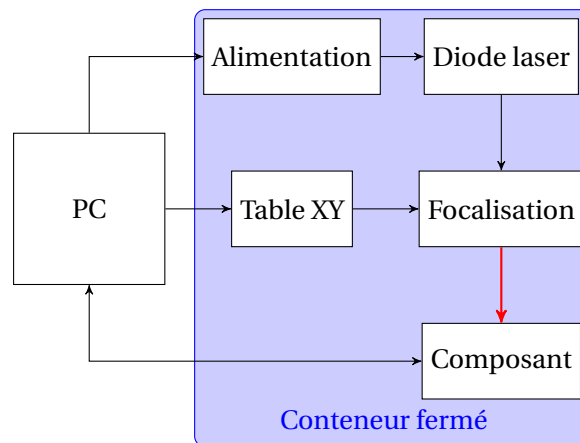 Alimentation
Diode laser
PC
Table XY
Focalisation
Composant
Conteneur fermé